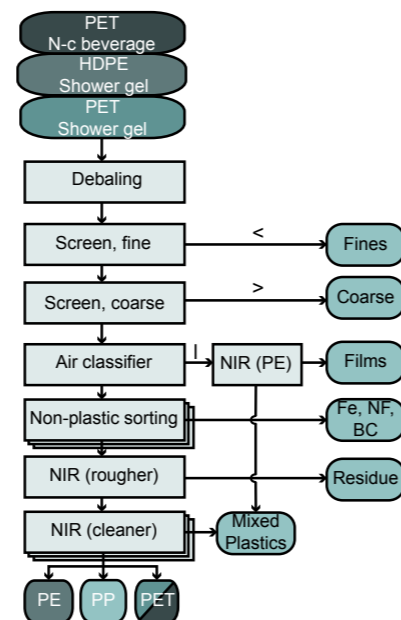 PET
N-c beverage
HDPE
Shower gel
PET
Shower gel
Debaling
Screen, fine
<
Fines
Screen, coarse
>
Coarse
Air classifier
l
NIR (PE)
Films
Non-plastic sorting
Fe, NF,
BC
NIR (rougher)
Residue
NIR (cleaner)
Mixed
Plastics
PE
PP
PET